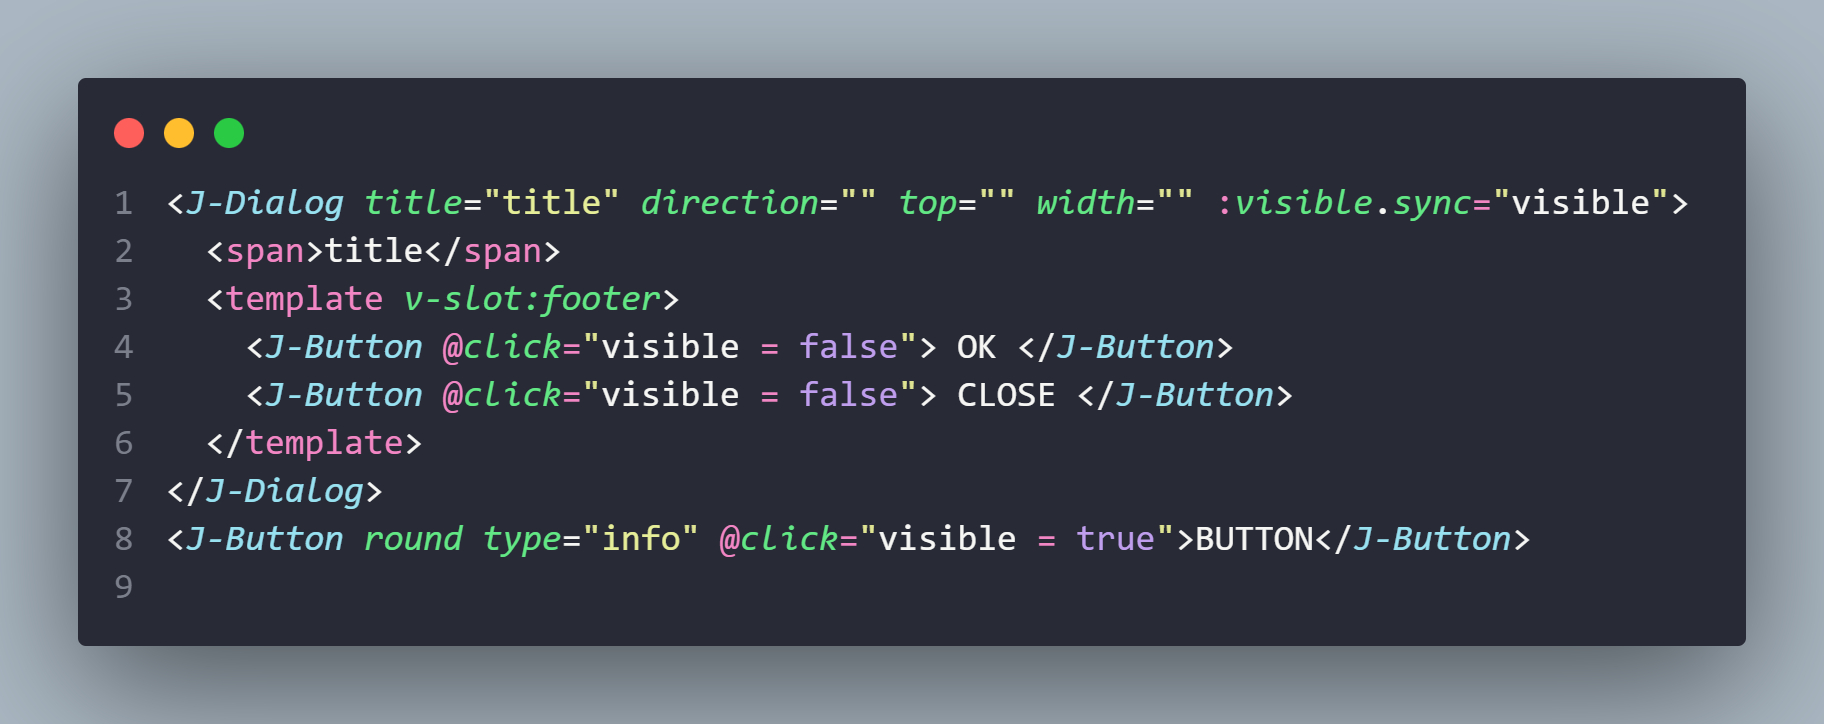 1 <J-Dialog title="title" direction="" top="" width="" :visible.sync="visible">
2   <span>title</span>
3   <template v-slot:footer>
4     <J-Button @click="visible = false"> OK </J-Button>
5     <J-Button @click="visible = false"> CLOSE </J-Button>
6   </template>
7 </J-Dialog>
8 <J-Button round type="info" @click="visible = true">BUTTON</J-Button>
9